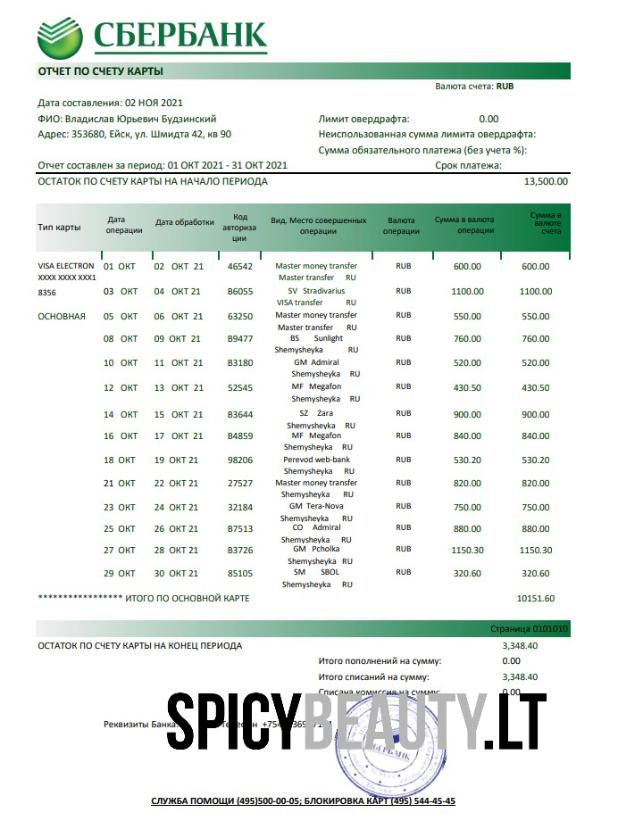 СБЕРБАНК
ОТЧЕТ ПО СЧЕТУ КАРТЫ
Валюта счета: RUB
Дата составления: 02 НОЯ 2021
ФИО: Владислав Юрьевич Будзинский
Лимит овердрафта: 0.00
Адрес: 353680, Ейск, ул. Шмидта 42, кв 90
Неиспользованная сумма лимита овердрафта:
Сумма обязательного платежа (без учета %):
Отчет составлен за период: 01 ОКТ 2021 - 31 ОКТ 2021
Срок платежа:
ОСТАТОК ПО СЧЕТУ КАРТЫ НА НАЧАЛО ПЕРИОДА 13,500.00
Тип карты
Дата операции
Дата обработки
Код авторизации
Вид. Место совершенных операции
Валюта операции
Сумма в валюта операции
Сумма в валюте счета
VISA ELECTRON 01 ОКТ 02 ОКТ 21 46542 Master money transfer RUB 600.00 600.00
XXXX XXXX XXX1 Master transfer RU
8356 03 ОКТ 04 ОКТ 21 B6055 SV Stradivarius RUB 1100.00 1100.00
VISA transfer RU
ОСНОВНАЯ 05 ОКТ 06 ОКТ 21 63250 Master money transfer RUB 550.00 550.00
Master transfer RU
08 ОКТ 09 ОКТ 21 B9477 BS Sunlight RUB 760.00 760.00
Shemysheyka RU
10 ОКТ 11 ОКТ 21 B3180 GM Admiral RUB 520.00 520.00
Shemysheyka RU
12 ОКТ 13 ОКТ 21 52545 MF Megafon RUB 430.50 430.50
Shemysheyka RU
14 ОКТ 15 ОКТ 21 B3644 SZ Zara RUB 900.00 900.00
Shemysheyka RU
16 ОКТ 17 ОКТ 21 B4859 MF Megafon RUB 840.00 840.00
Shemysheyka RU
18 ОКТ 19 ОКТ 21 98206 Perevod web-bank RUB 530.20 530.20
Shemysheyka RU
21 ОКТ 22 ОКТ 21 27527 Master money transfer RUB 820.00 820.00
Shemysheyka RU
23 ОКТ 24 ОКТ 21 32184 GM Tera-Nova RUB 750.00 750.00
Shemysheyka RU
25 ОКТ 26 ОКТ 21 B7513 CO Admiral RUB 880.00 880.00
Shemysheyka RU
27 ОКТ 28 ОКТ 21 B3726 GM Pcholka RUB 1150.30 1150.30
Shemysheyka RU
29 ОКТ 30 ОКТ 21 85105 SM SBOL RUB 320.60 320.60
Shemysheyka RU
***************** ИТОГО ПО ОСНОВНОЙ КАРТЕ 10151.60
Страница 0101010
ОСТАТОК ПО СЧЕТУ КАРТЫ НА КОНЕЦ ПЕРИОДА 3,348.40
Итого пополнений на сумму: 0.00
Итого списаний на сумму: 3,348.40
Списана комиссия на сумму: 0.00
SPICYBEAUTY.LT
Реквизиты Банка:
СБЕРБАНК
СЛУЖБА ПОМОЩИ (495)500-00-05; БЛОКИРОВКА КАРТ (495) 544-45-45